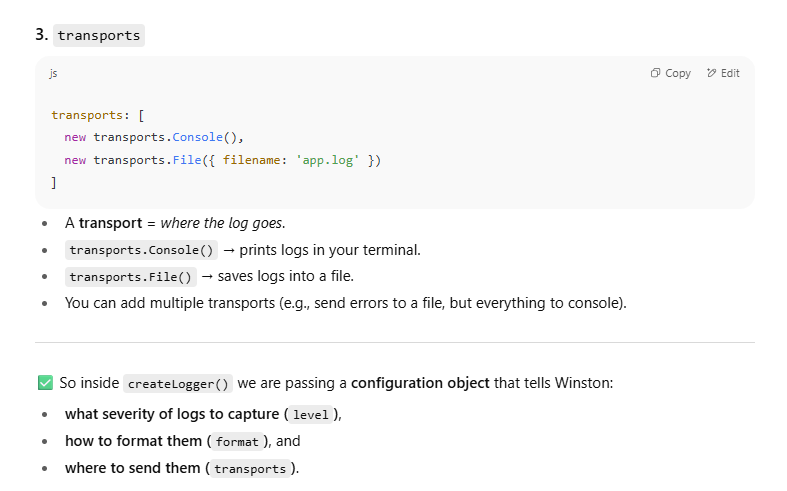 3. transports
js
Copy
Edit
transports: [
  new transports.Console(),
  new transports.File({ filename: 'app.log' })
]
• A transport = where the log goes.
• transports.Console() → prints logs in your terminal.
• transports.File() → saves logs into a file.
• You can add multiple transports (e.g., send errors to a file, but everything to console).
✅ So inside createLogger() we are passing a configuration object that tells Winston:
• what severity of logs to capture (level),
• how to format them (format), and
• where to send them (transports).